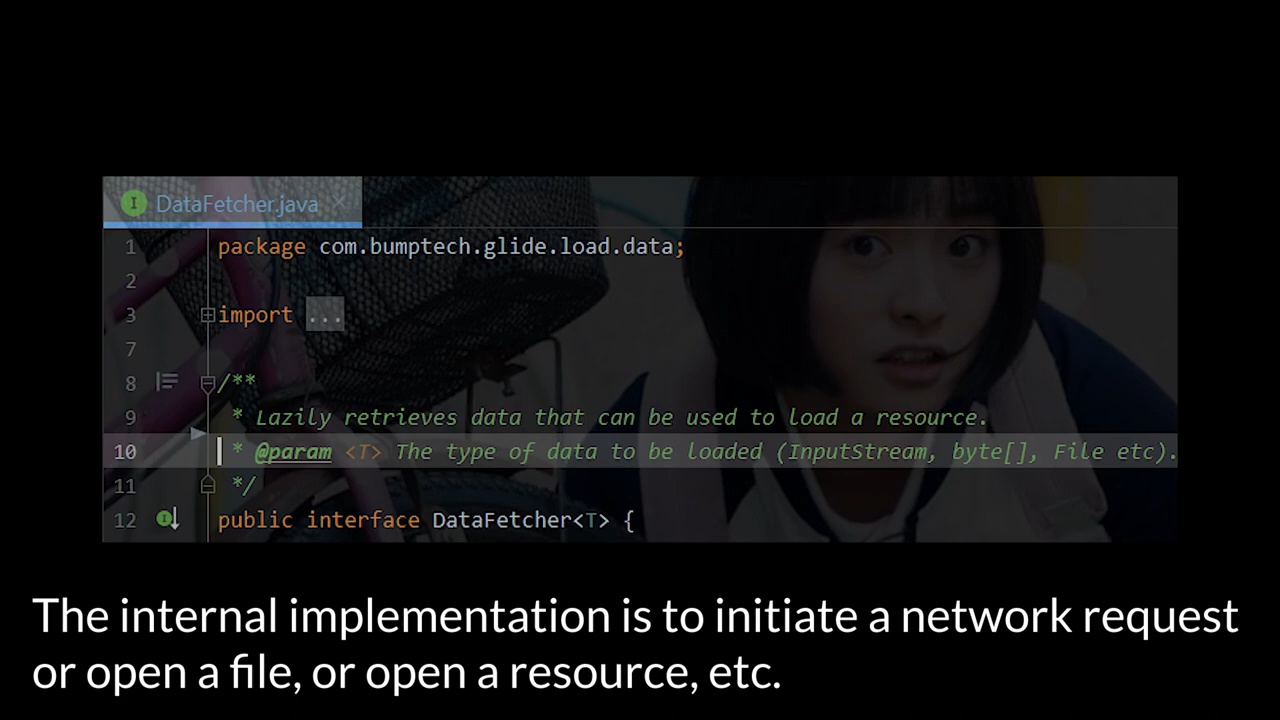 DataFetcher.java
1 package com.bumptech.glide.load.data;
2
3 import ...
7
8 /**
9 * Lazily retrieves data that can be used to load a resource.
10 * @param <T> The type of data to be loaded (InputStream, byte[], File etc).
11 */
12 public interface DataFetcher<T> {
The internal implementation is to initiate a network request
or open a file, or open a resource, etc.